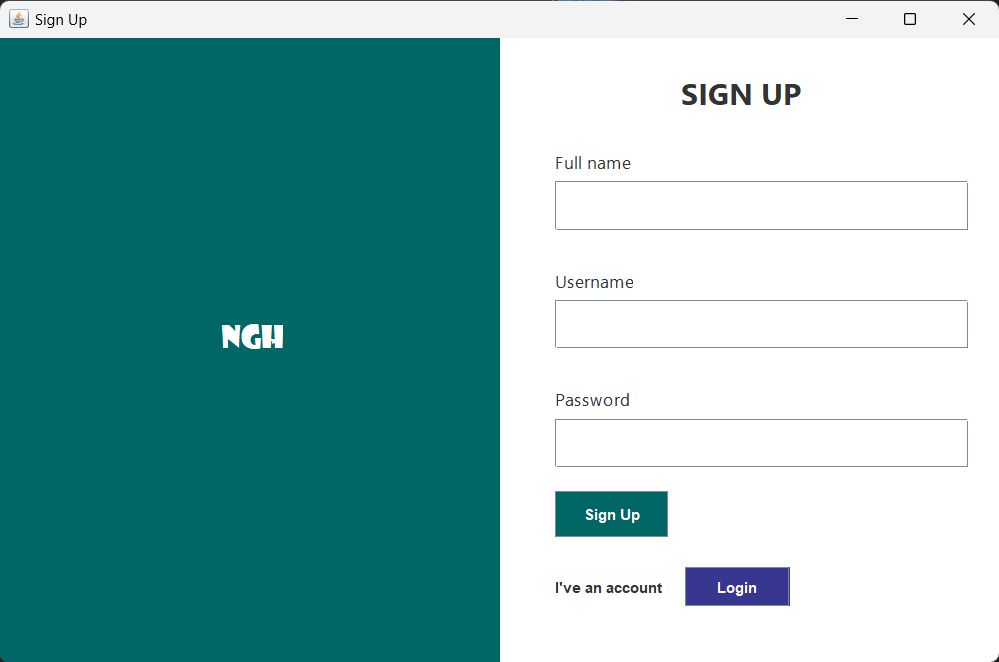 Sign Up
NGH
SIGN UP
Full name
Username
Password
Sign Up
I've an account
Login